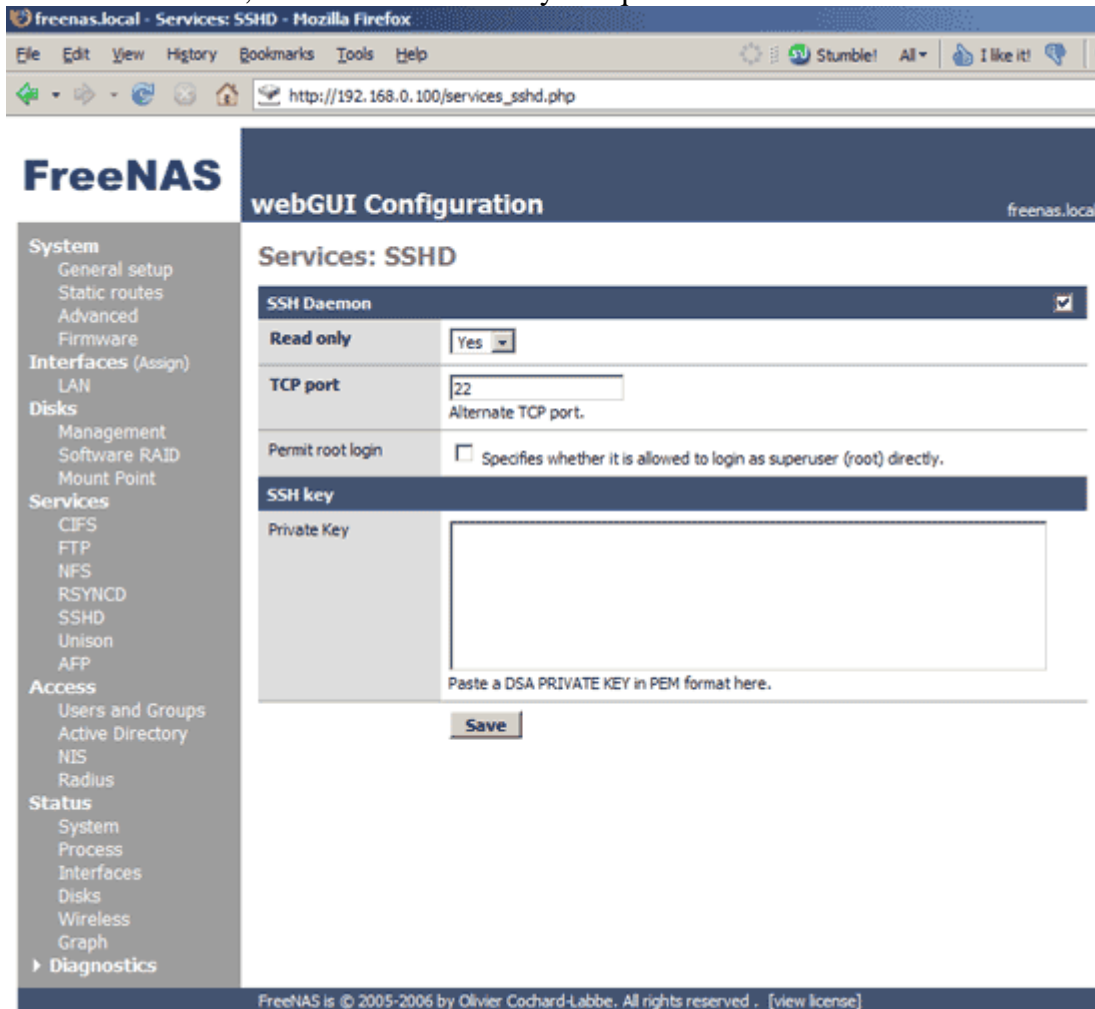 freenas.local - Services: SSHD - Mozilla Firefox
File Edit View History Bookmarks Tools Help Stumble! All I like it!
http://192.168.0.100/services_sshd.php
FreeNAS
webGUI Configuration
freenas.local
System
General setup
Static routes
Advanced
Firmware
Interfaces (Assign)
LAN
Disks
Management
Software RAID
Mount Point
Services
CIFS
FTP
NFS
RSYNCD
SSHD
Unison
AFP
Access
Users and Groups
Active Directory
NIS
Radius
Status
System
Process
Interfaces
Disks
Wireless
Graph
Diagnostics
Services: SSHD
SSH Daemon
Read only Yes
TCP port 22
Alternate TCP port.
Permit root login Specifies whether it is allowed to login as superuser (root) directly.
SSH key
Private Key
Paste a DSA PRIVATE KEY in PEM format here.
Save
FreeNAS is © 2005-2006 by Olivier Cochard-Labbe. All rights reserved . [view license]